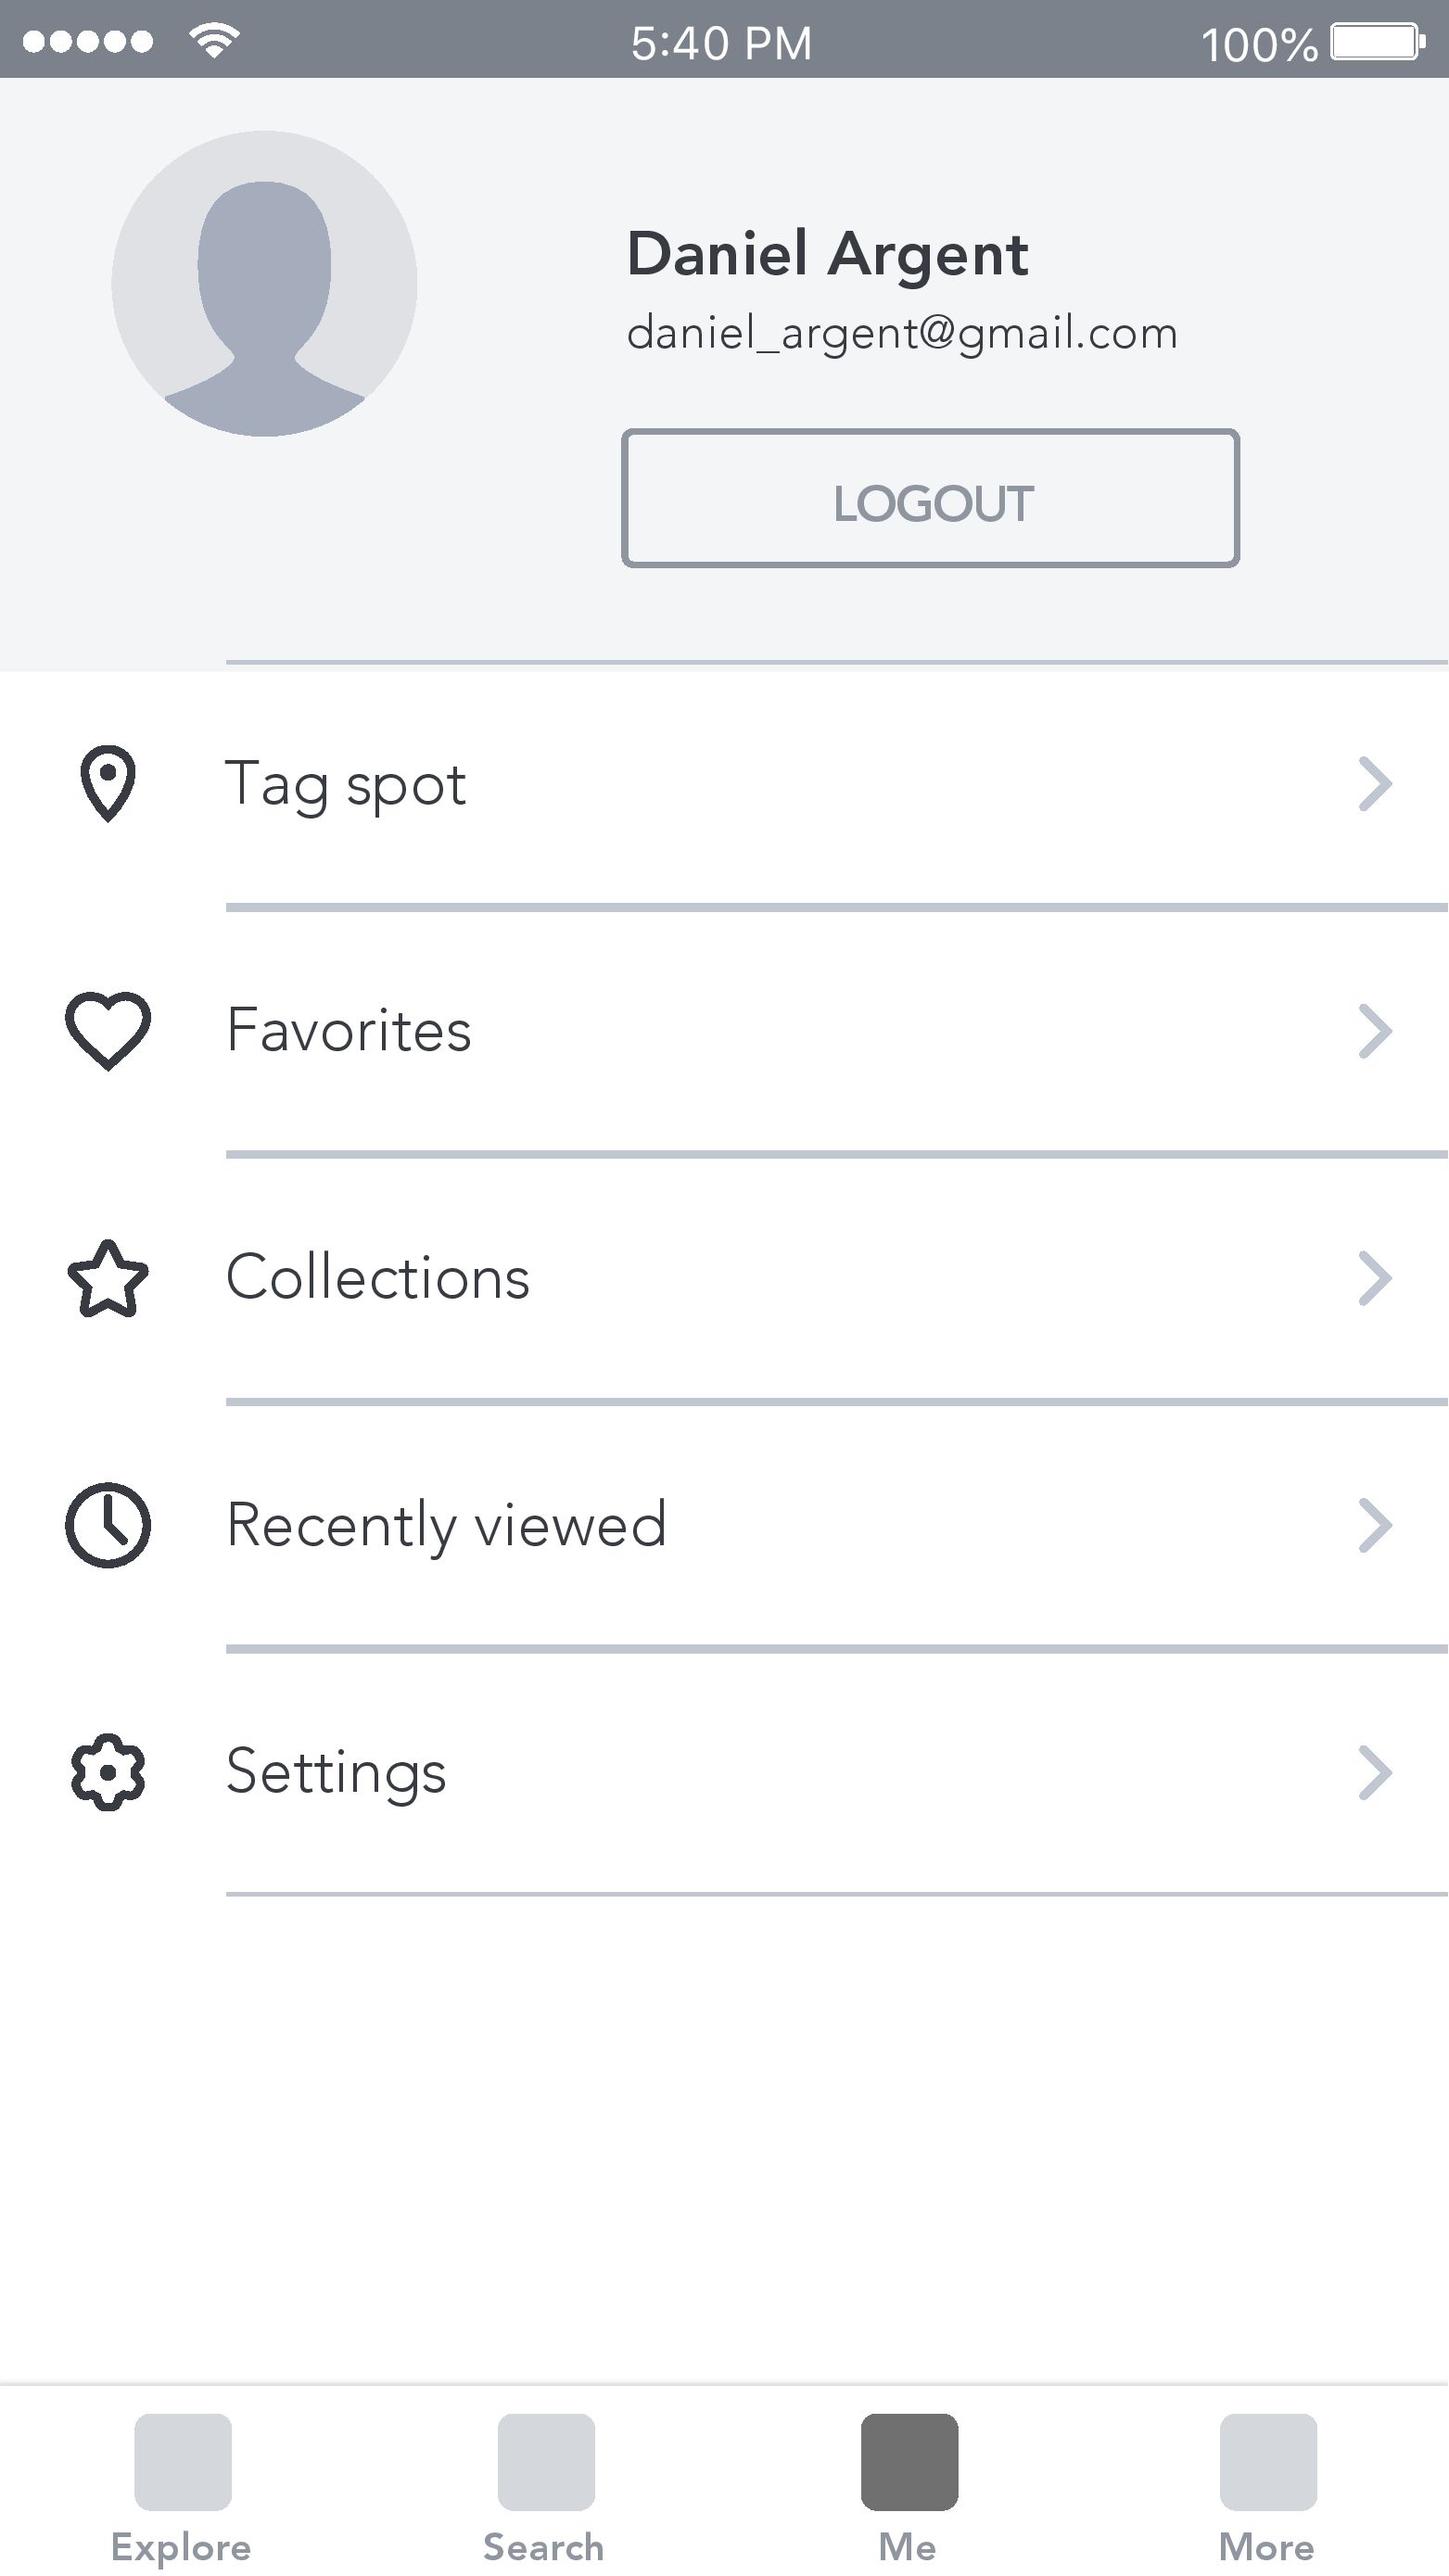 5:40 PM 100%
Daniel Argent
daniel_argent@gmail.com
LOGOUT
Tag spot
Favorites
Collections
Recently viewed
Settings
Explore Search Me More